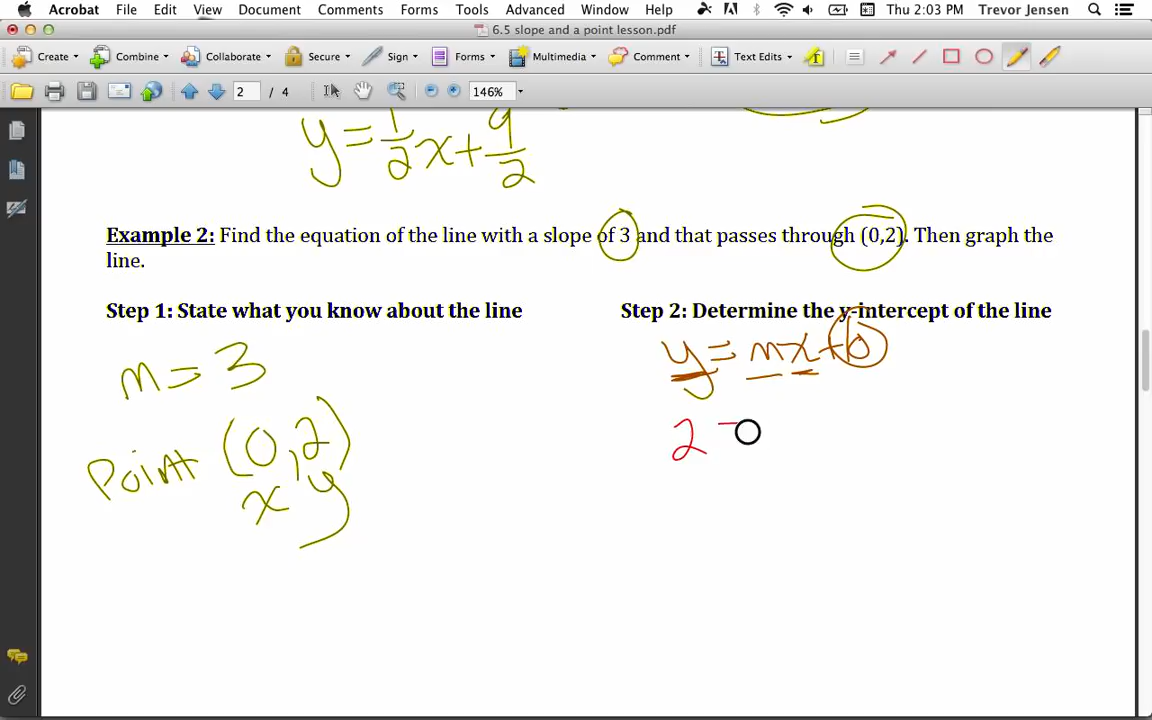 Acrobat File Edit View Document Comments Forms Tools Advanced Window Help Thu 2:03 PM Trevor Jensen
6.5 slope and a point lesson.pdf
Create Combine Collaborate Secure Sign Forms Multimedia Comment Text Edits
2 / 4 146%
y = 1/2 x + 9/2
Example 2: Find the equation of the line with a slope of 3 and that passes through (0,2). Then graph the
line.
Step 1: State what you know about the line
m = 3
Point (0,2)
x y
Step 2: Determine the y-intercept of the line
y = mx + b
2